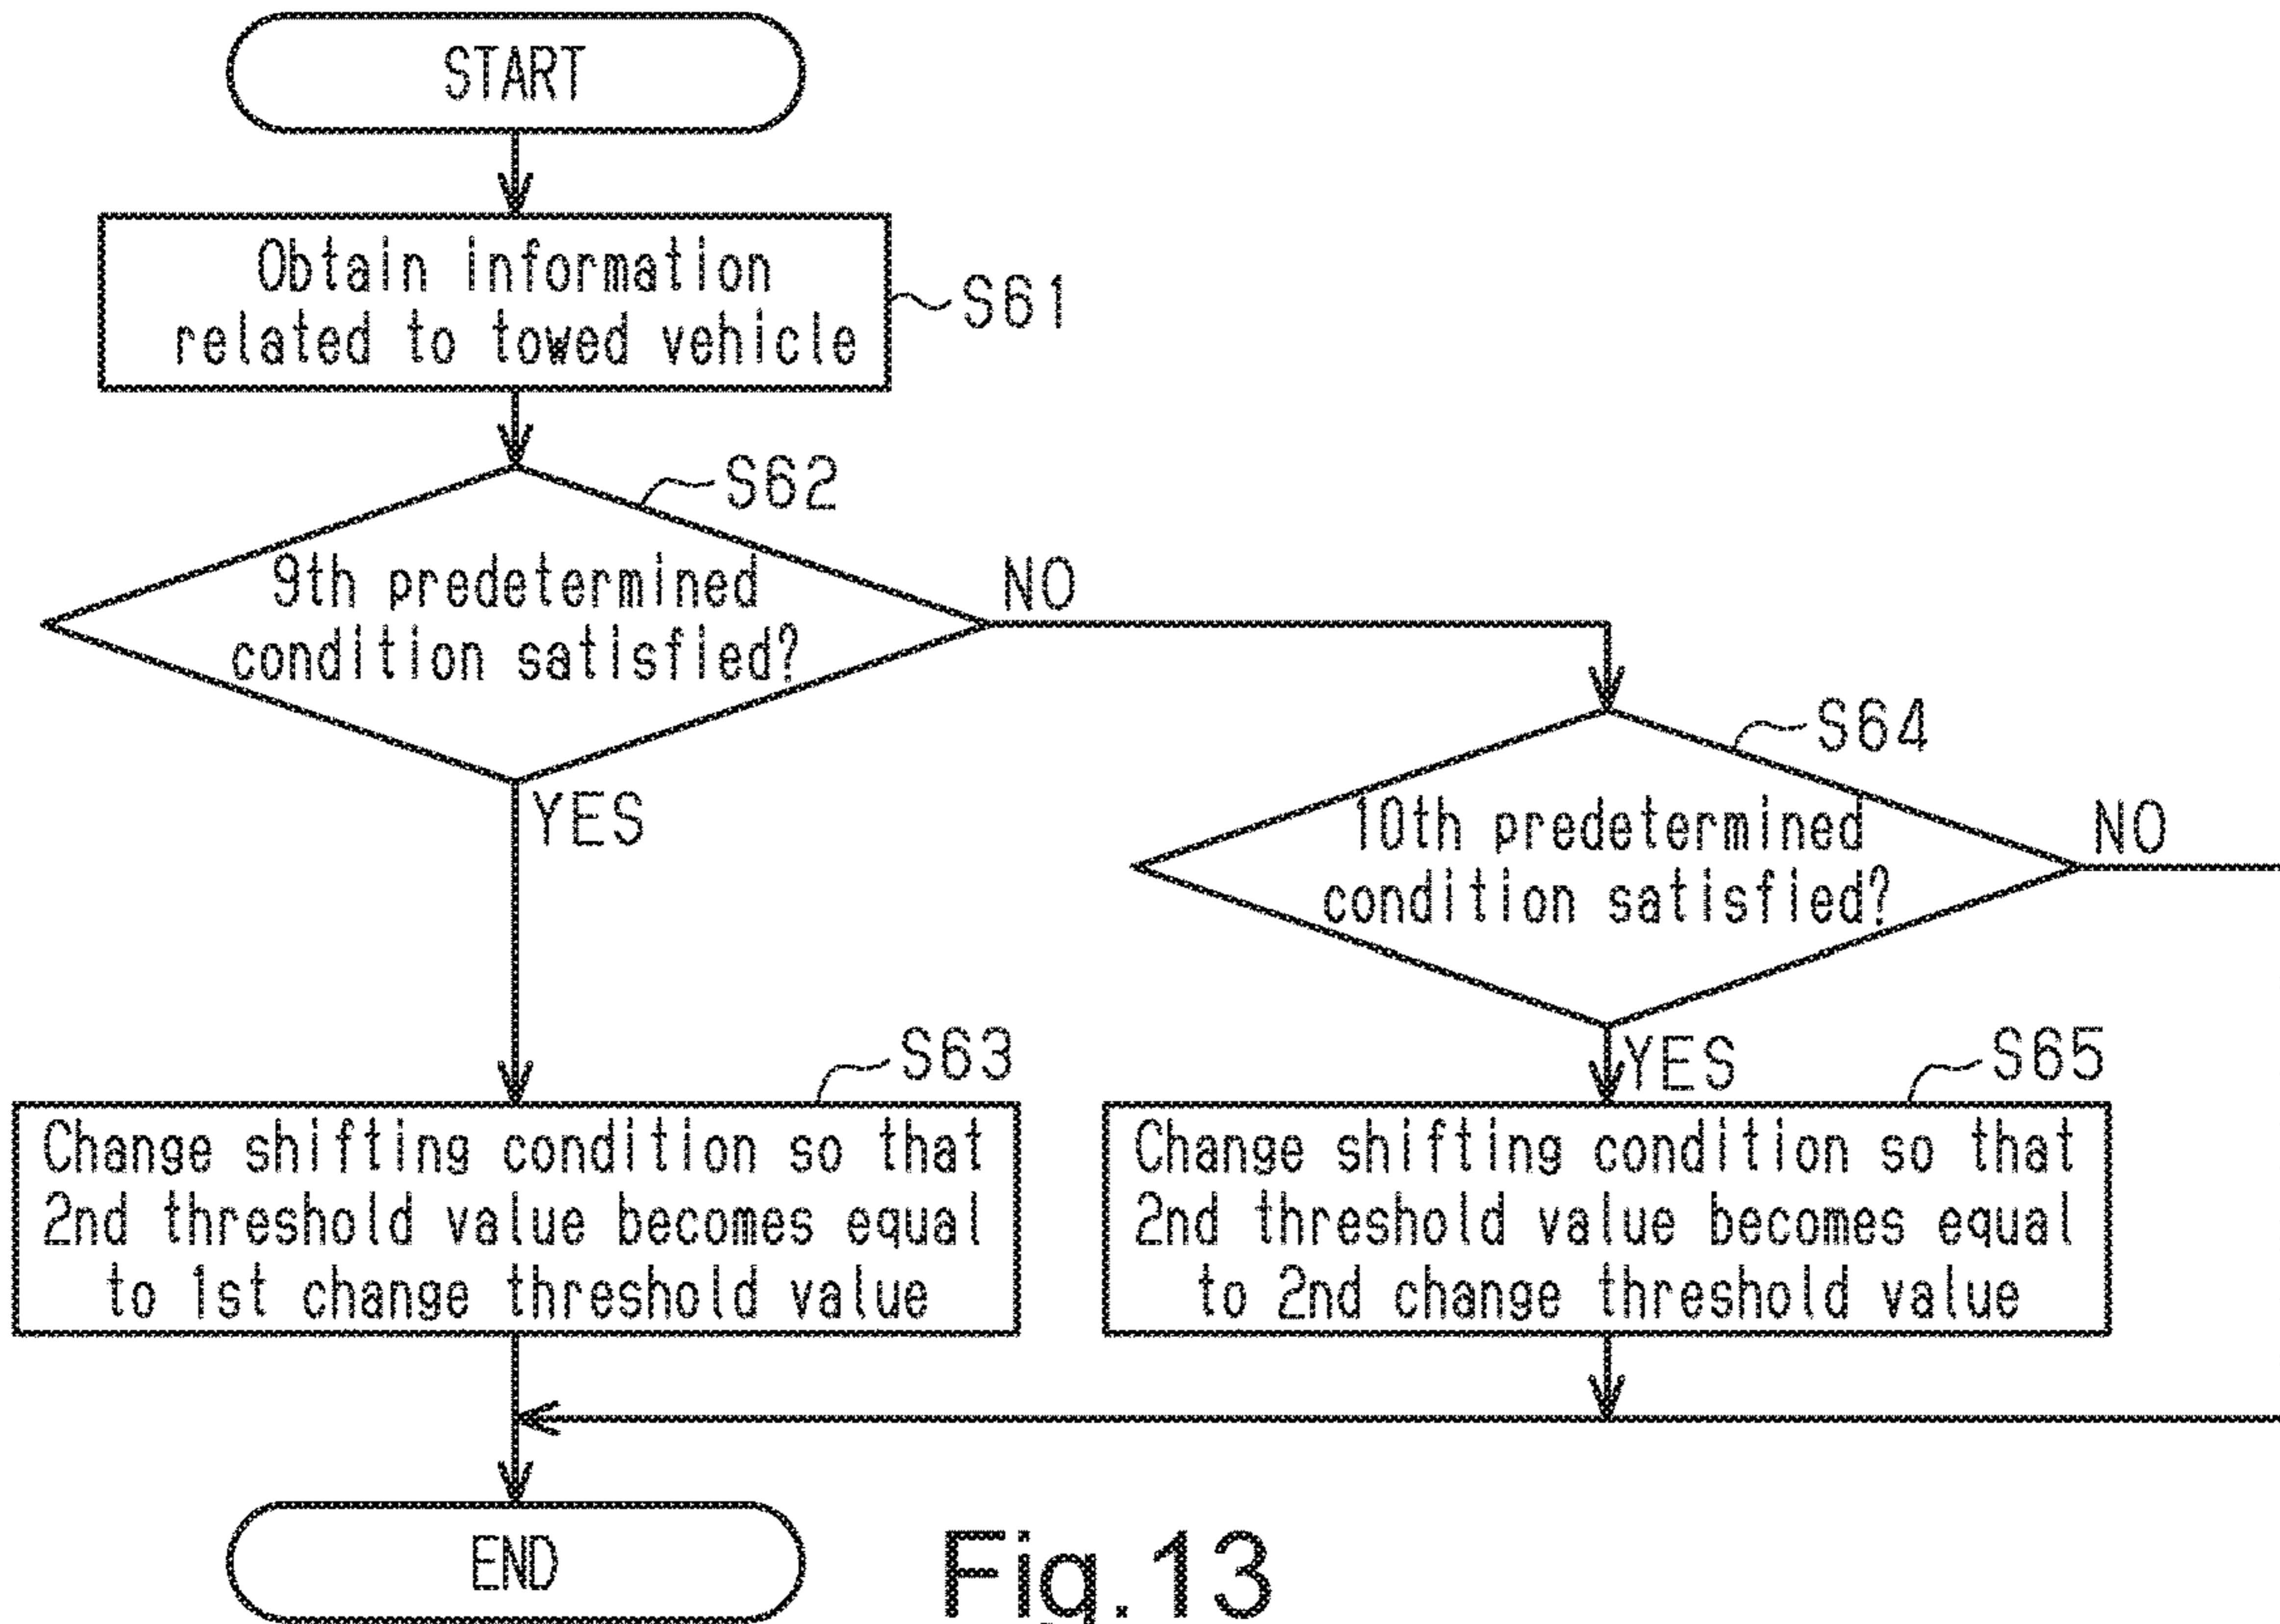 START
Obtain information
related to towed vehicle
S61
S62
9th predetermined
condition satisfied?
NO
YES
S64
10th predetermined
condition satisfied?
NO
YES
S63
Change shifting condition so that
2nd threshold value becomes equal
to 1st change threshold value
S65
Change shifting condition so that
2nd threshold value becomes equal
to 2nd change threshold value
END
Fig.13